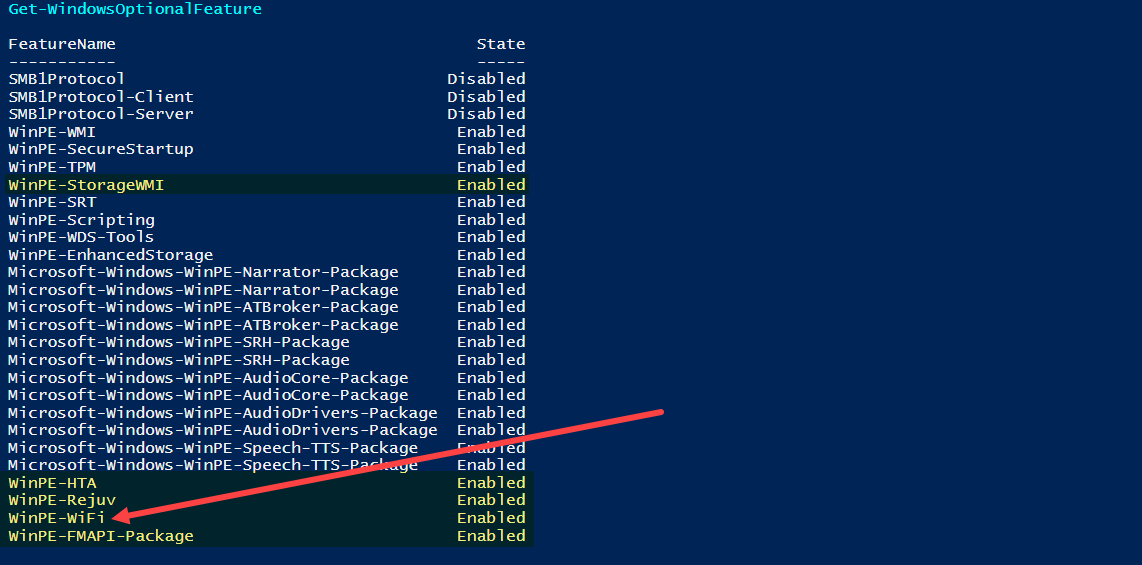 Get-WindowsOptionalFeature
FeatureName State
----------- -----
SMB1Protocol Disabled
SMB1Protocol-Client Disabled
SMB1Protocol-Server Disabled
WinPE-WMI Enabled
WinPE-SecureStartup Enabled
WinPE-TPM Enabled
WinPE-StorageWMI Enabled
WinPE-SRT Enabled
WinPE-Scripting Enabled
WinPE-WDS-Tools Enabled
WinPE-EnhancedStorage Enabled
Microsoft-Windows-WinPE-Narrator-Package Enabled
Microsoft-Windows-WinPE-Narrator-Package Enabled
Microsoft-Windows-WinPE-ATBroker-Package Enabled
Microsoft-Windows-WinPE-ATBroker-Package Enabled
Microsoft-Windows-WinPE-SRH-Package Enabled
Microsoft-Windows-WinPE-SRH-Package Enabled
Microsoft-Windows-WinPE-AudioCore-Package Enabled
Microsoft-Windows-WinPE-AudioCore-Package Enabled
Microsoft-Windows-WinPE-AudioDrivers-Package Enabled
Microsoft-Windows-WinPE-AudioDrivers-Package Enabled
Microsoft-Windows-WinPE-Speech-TTS-Package Enabled
Microsoft-Windows-WinPE-Speech-TTS-Package Enabled
WinPE-HTA Enabled
WinPE-Rejuv Enabled
WinPE-WiFi Enabled
WinPE-FMAPI-Package Enabled